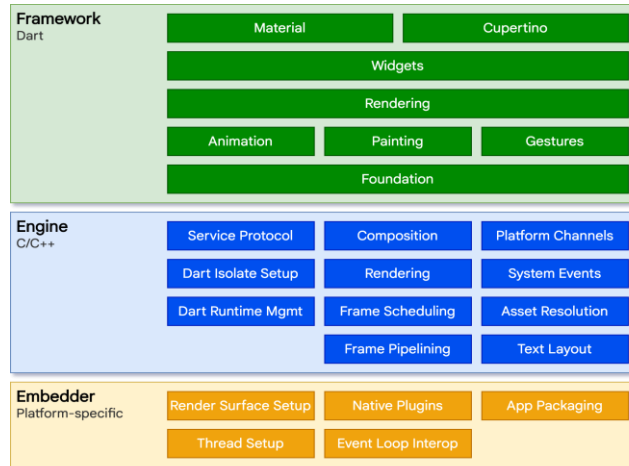 Framework
Dart
Material
Cupertino
Widgets
Rendering
Animation
Painting
Gestures
Foundation
Engine
C/C++
Service Protocol
Composition
Platform Channels
Dart Isolate Setup
Rendering
System Events
Dart Runtime Mgmt
Frame Scheduling
Asset Resolution
Frame Pipelining
Text Layout
Embedder
Platform-specific
Render Surface Setup
Native Plugins
App Packaging
Thread Setup
Event Loop Interop